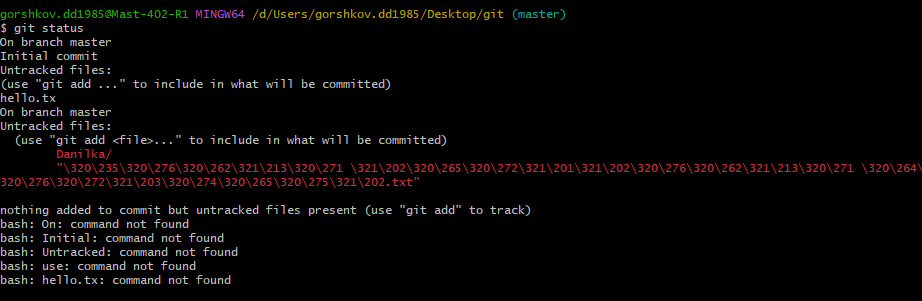 gorshkov.dd1985@Mast-402-R1 MINGW64 /d/Users/gorshkov.dd1985/Desktop/git (master)
$ git status
On branch master
Initial commit
Untracked files:
(use "git add ..." to include in what will be committed)
hello.tx
On branch master
Untracked files:
  (use "git add <file>..." to include in what will be committed)
        Danilka/
        "\320\235\320\276\320\262\321\213\320\271 \321\202\320\265\320\272\321\201\321\202\320\276\320\262\321\213\320\271 \320\264\
320\276\320\272\321\203\320\274\320\265\320\275\321\202.txt"

nothing added to commit but untracked files present (use "git add" to track)
bash: On: command not found
bash: Initial: command not found
bash: Untracked: command not found
bash: use: command not found
bash: hello.tx: command not found